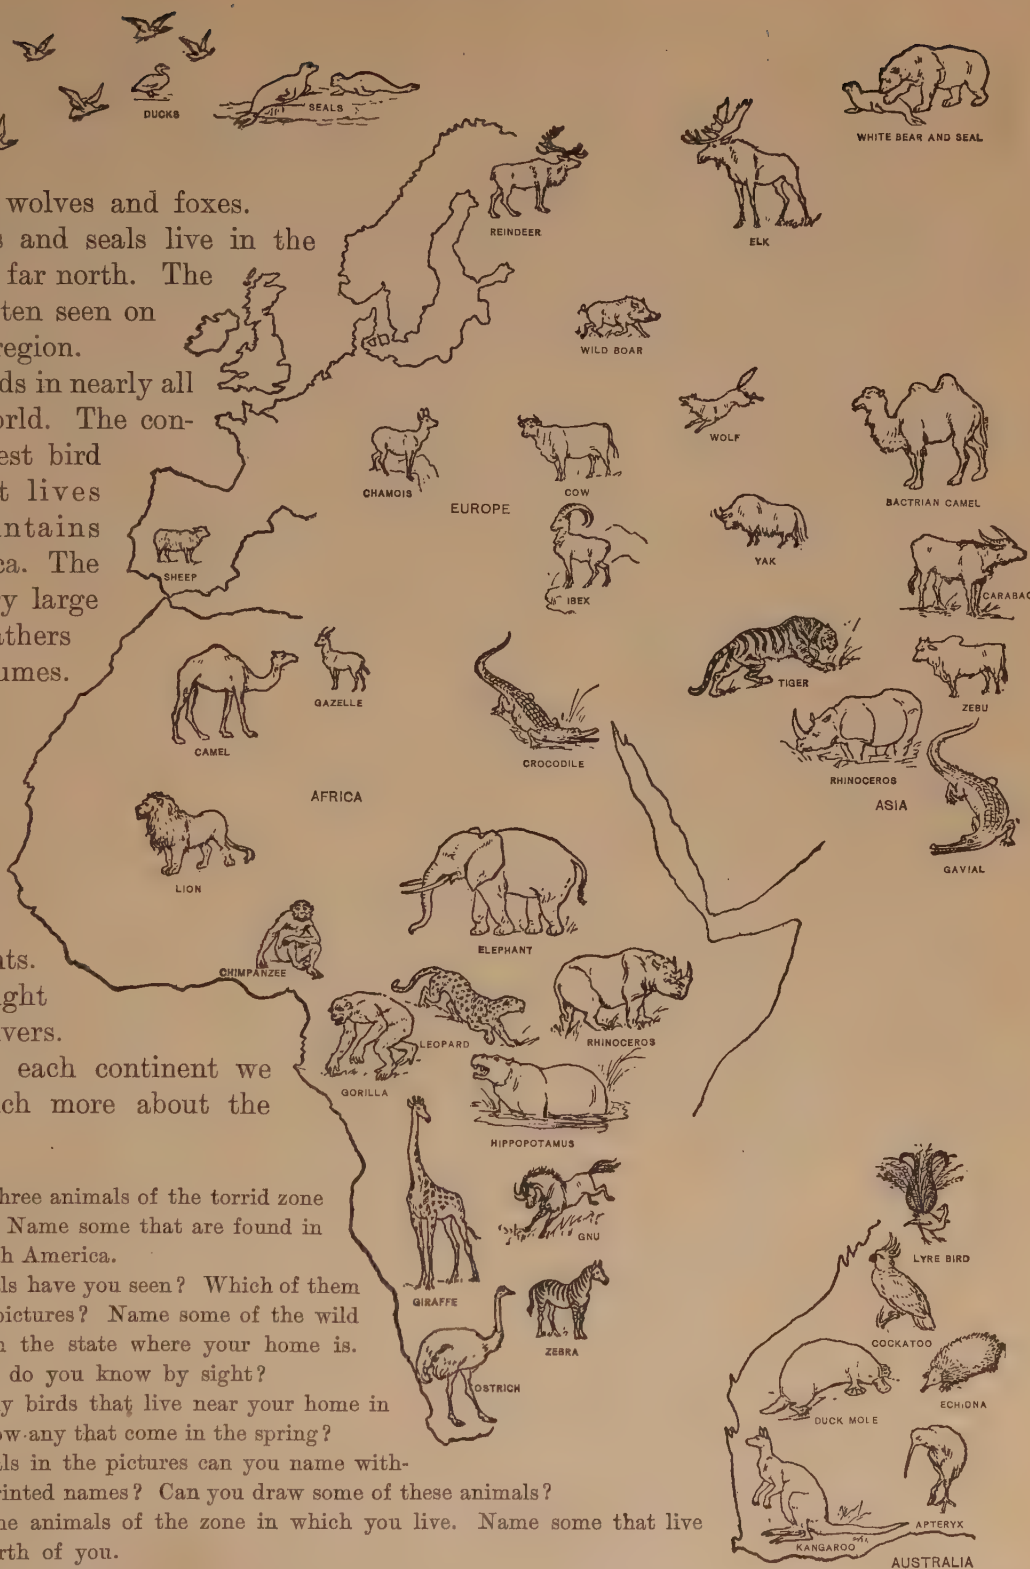 DUCKS
SEALS
WHITE BEAR AND SEAL
wolves and foxes.
and seals live in the
REINDEER
ELK
far north. The
ten seen on
region.
WILD BOAR
ds in nearly all
orld. The con-
WOLF
est bird
t lives
CHAMOIS
COW
BACTRIAN CAMEL
EUROPE
ntains
ca. The
YAK
SHEEP
IBEX
CARABAO
y large
athers
umes.
TIGER
GAZELLE
ZEBU
CAMEL
CROCODILE
RHINOCEROS
AFRICA
ASIA
GAVIAL
LION
ELEPHANT
nts.
CHIMPANZEE
ight
vers.
LEOPARD
RHINOCEROS
each continent we
GORILLA
ch more about the
HIPPOPOTAMUS
hree animals of the torrid zone
Name some that are found in
GNU
h America.
LYRE BIRD
ls have you seen? Which of them
GIRAFFE
pictures? Name some of the wild
n the state where your home is.
ZEBRA
COCKATOO
do you know by sight?
OSTRICH
y birds that live near your home in
ECHIDNA
DUCK MOLE
ow any that come in the spring?
ls in the pictures can you name with-
rinted names? Can you draw some of these animals?
ne animals of the zone in which you live. Name some that live
APTERYX
KANGAROO
rth of you.
AUSTRALIA